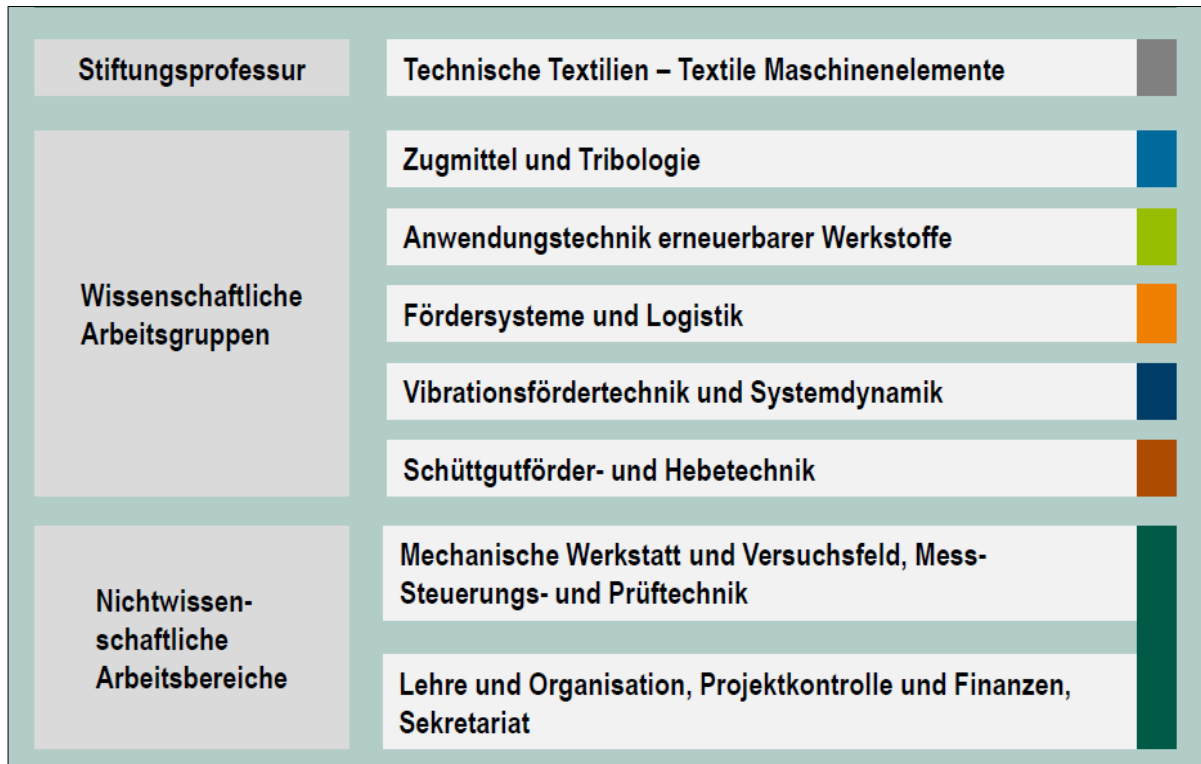 Stiftungsprofessur
Technische Textilien – Textile Maschinenelemente
Wissenschaftliche
Arbeitsgruppen
Zugmittel und Tribologie
Anwendungstechnik erneuerbarer Werkstoffe
Fördersysteme und Logistik
Vibrationsfördertechnik und Systemdynamik
Schüttgutförder- und Hebetechnik
Nichtwissen-
schaftliche
Arbeitsbereiche
Mechanische Werkstatt und Versuchsfeld, Mess-
Steuerungs- und Prüftechnik
Lehre und Organisation, Projektkontrolle und Finanzen,
Sekretariat